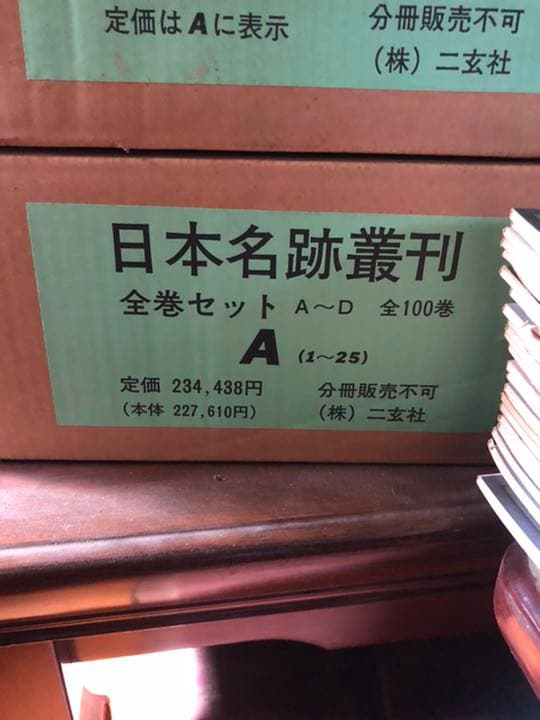 定価はAに表示 分冊販売不可
(株) 二玄社
日本名跡叢刊
全巻セット A〜D 全100巻
A (1〜25)
定価 234,438円 分冊販売不可
(本体 227,610円) (株) 二玄社